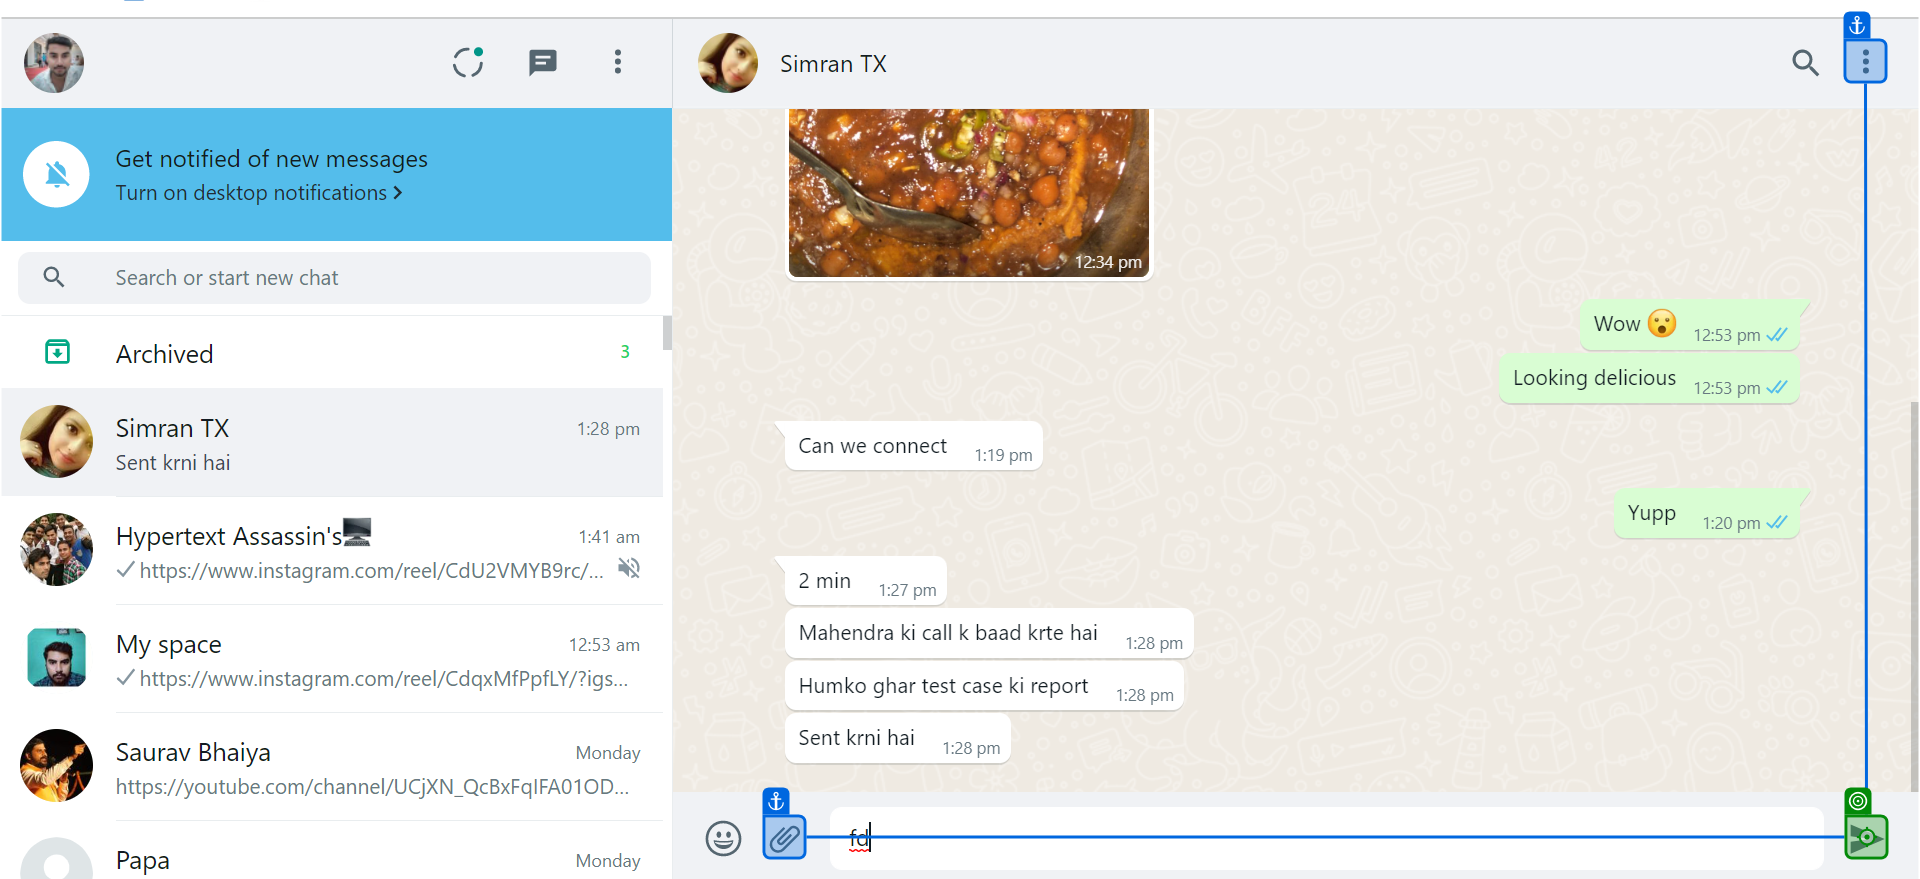 Get notified of new messages
Turn on desktop notifications >
Search or start new chat
Archived 3
Simran TX 1:28 pm
Sent krni hai
Hypertext Assassin's🖥️ 1:41 am
✓https://www.instagram.com/reel/CdU2VMYB9rc/...
My space 12:53 am
✓https://www.instagram.com/reel/CdqxMfPpfLY/?igs...
Saurav Bhaiya Monday
https://youtube.com/channel/UCjXN_QcBxFqIFA01OD...
Papa Monday
Simran TX
12:34 pm
Wow 😮 12:53 pm
Looking delicious 12:53 pm
Can we connect 1:19 pm
Yupp 1:20 pm
2 min 1:27 pm
Mahendra ki call k baad krte hai 1:28 pm
Humko ghar test case ki report 1:28 pm
Sent krni hai 1:28 pm
fd